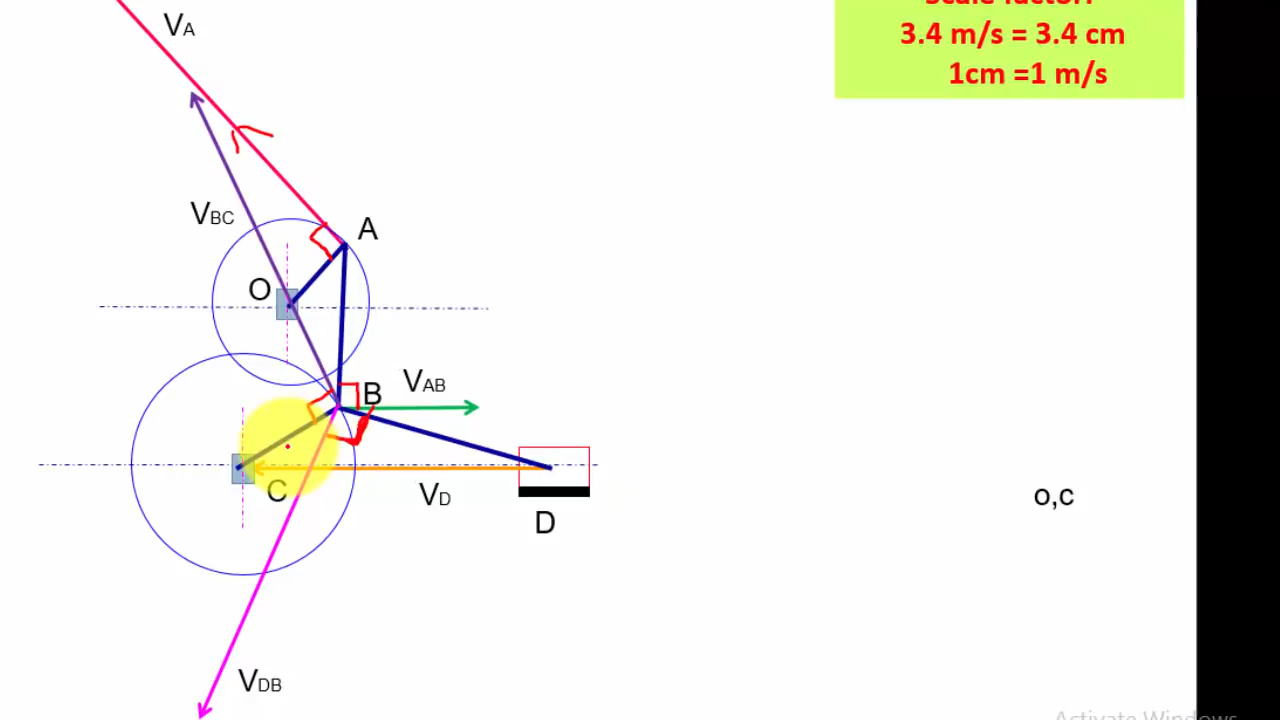 scale factor:
3.4 m/s = 3.4 cm
1cm =1 m/s
VA
VBC
A
O
B
VAB
C
VD
D
o,c
VDB
Activate Windows